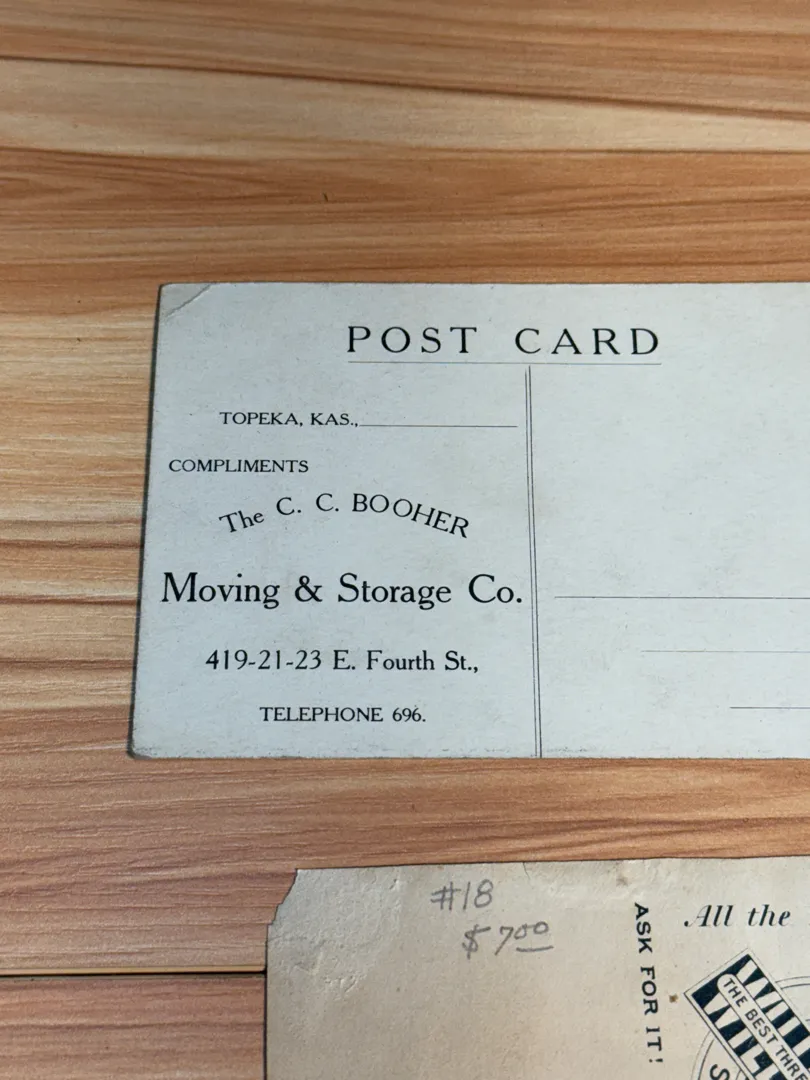 POST CARD
TOPEKA, KAS.,
COMPLIMENTS
The C. C. BOOHER
Moving & Storage Co.
419-21-23 E. Fourth St.,
TELEPHONE 696.
#18
$7.00
ASK FOR IT!
All the
THE BEST